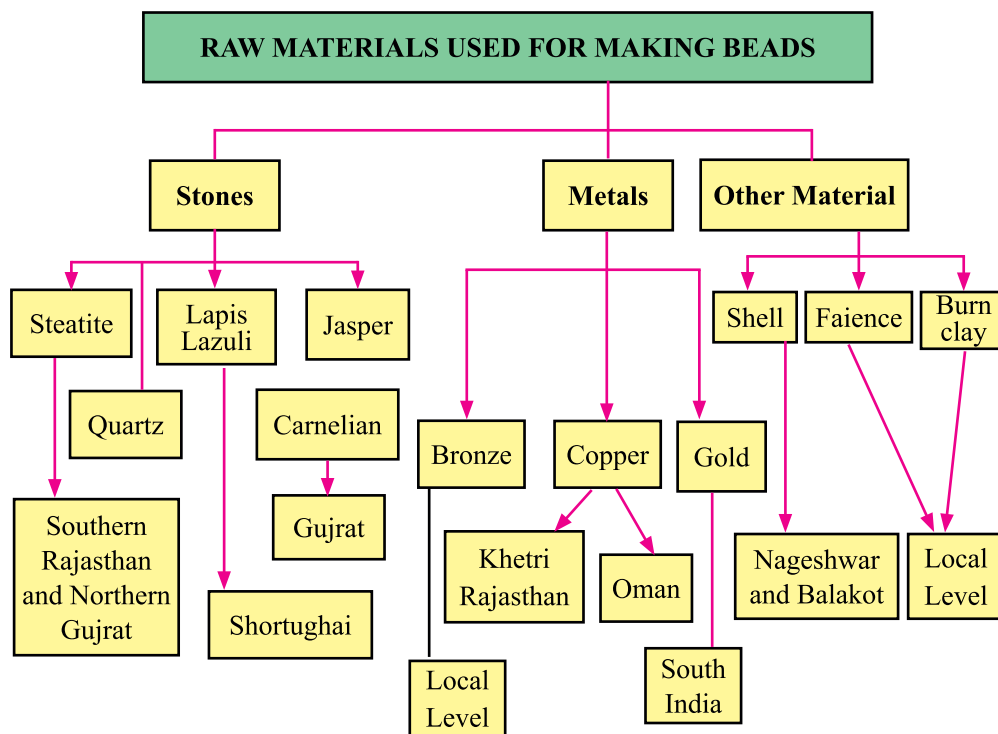 RAW MATERIALS USED FOR MAKING BEADS
Stones
Metals
Other Material
Steatite
Lapis
Lazuli
Jasper
Shell
Faience
Burn
clay
Quartz
Carnelian
Bronze
Copper
Gold
Southern
Rajasthan
and Northern
Gujrat
Gujrat
Shortughai
Khetri
Rajasthan
Oman
Nageshwar
and Balakot
Local
Level
Local
Level
South
India